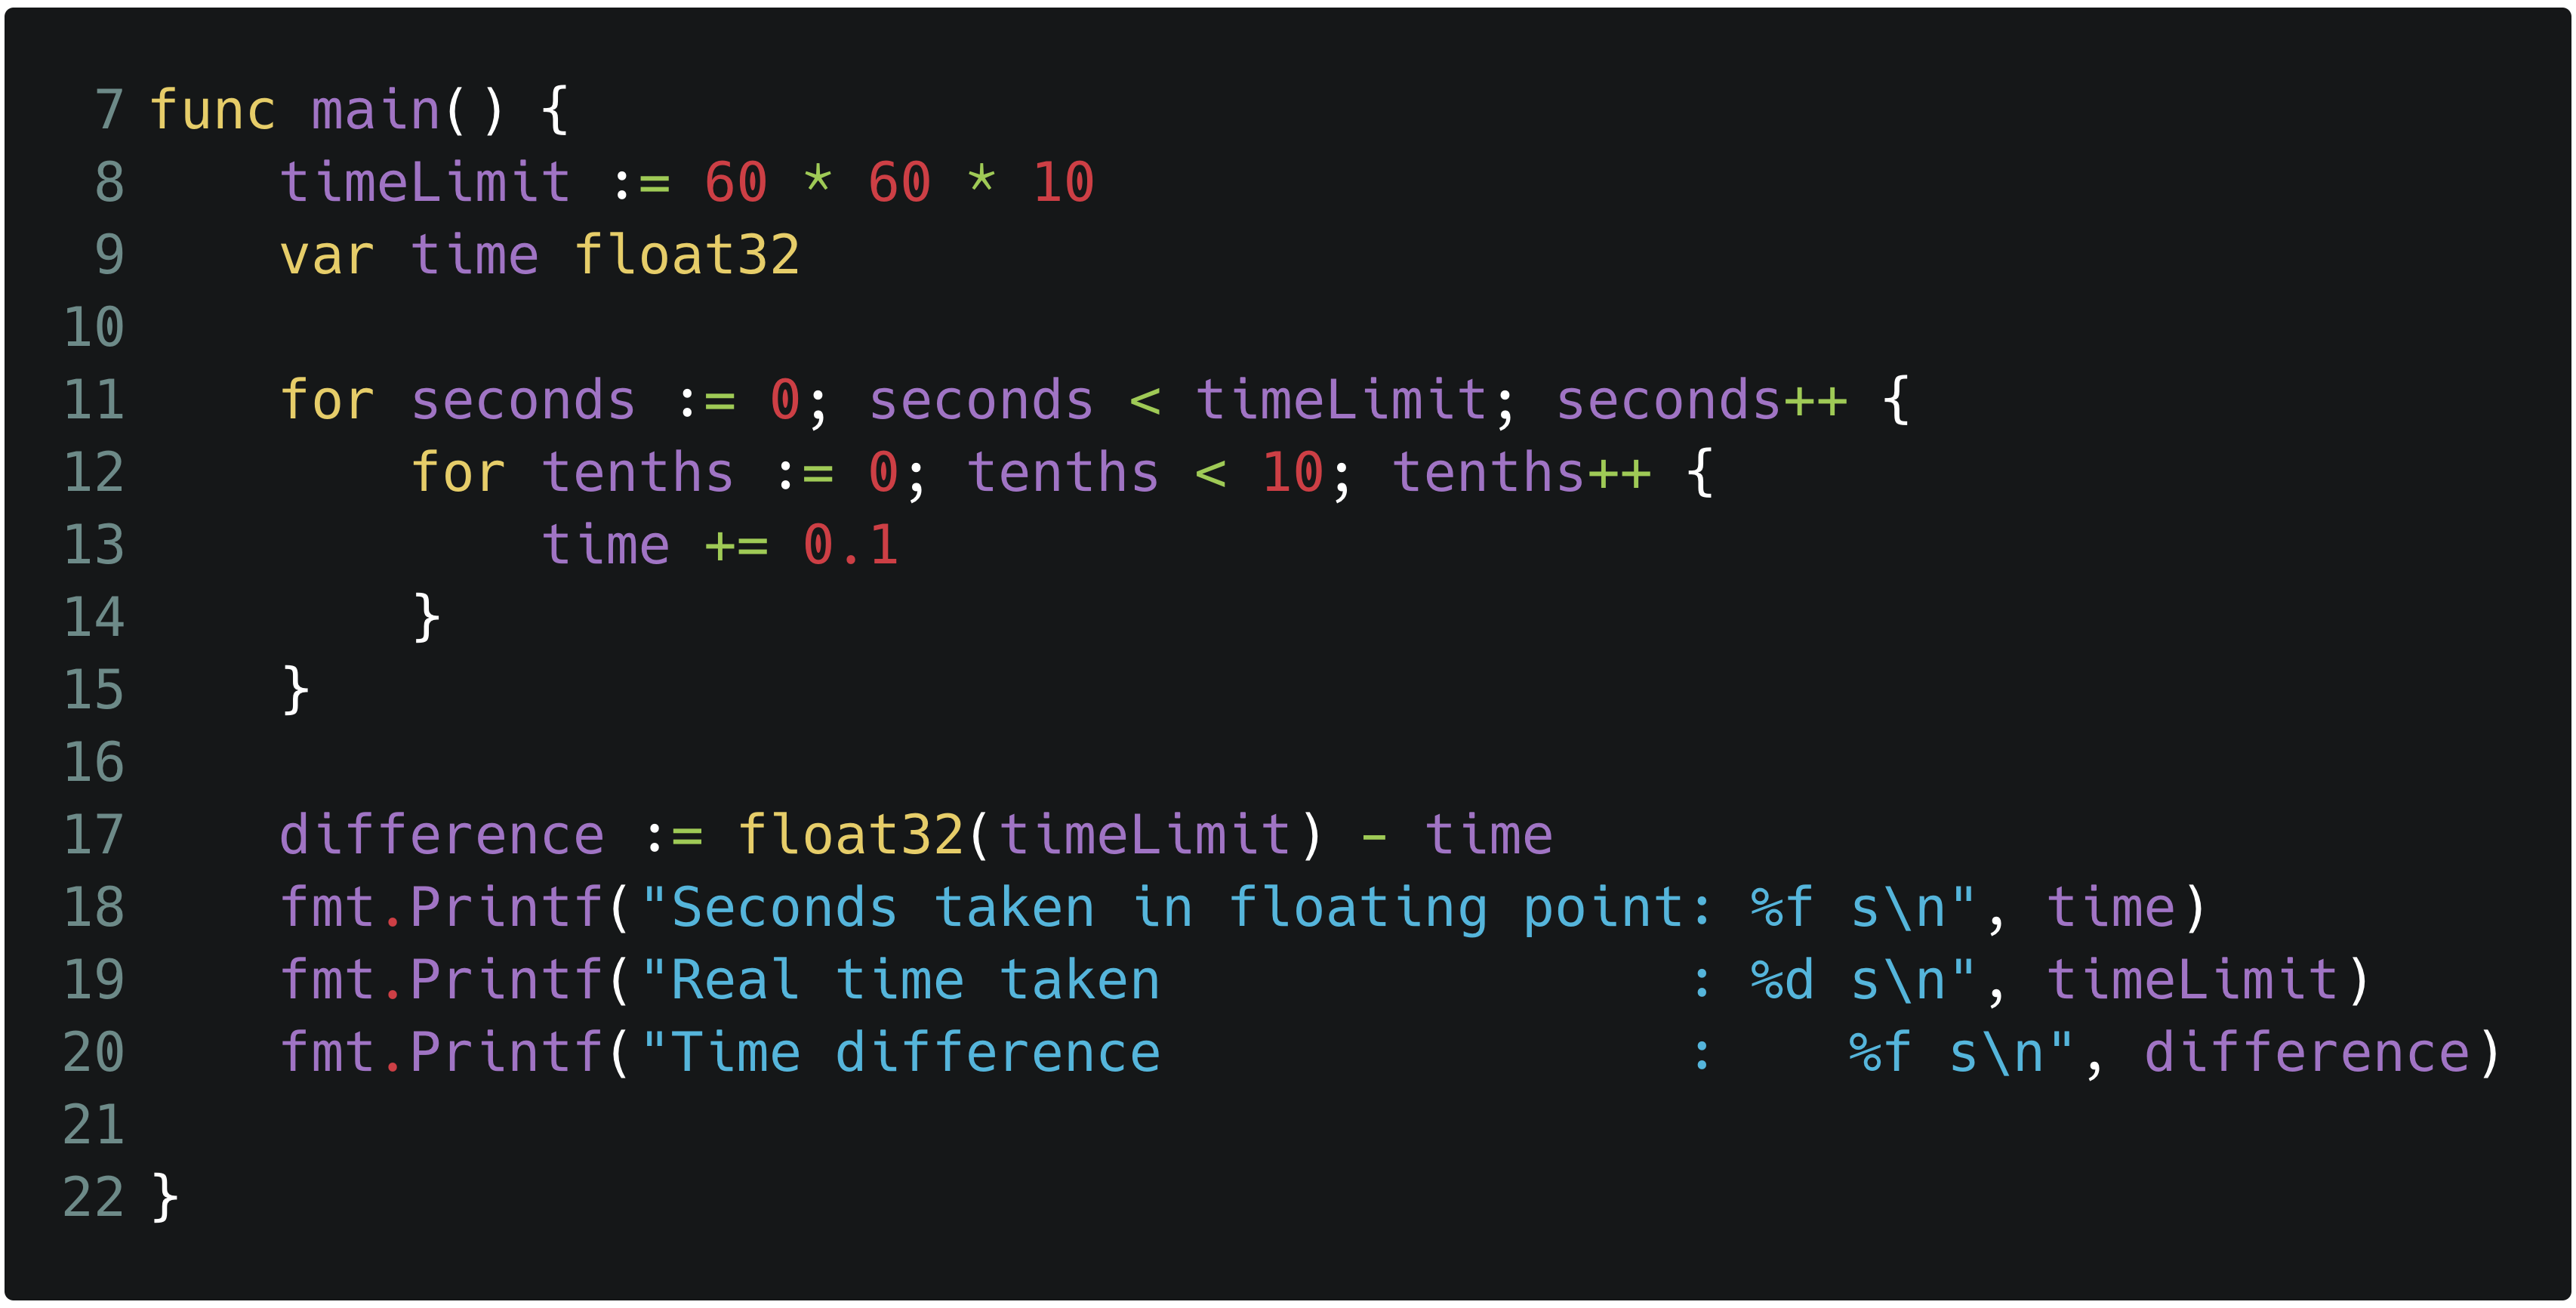 7 func main() {
8     timeLimit := 60 * 60 * 10
9     var time float32
10
11     for seconds := 0; seconds < timeLimit; seconds++ {
12         for tenths := 0; tenths < 10; tenths++ {
13             time += 0.1
14         }
15     }
16
17     difference := float32(timeLimit) - time
18     fmt.Printf("Seconds taken in floating point: %f s\n", time)
19     fmt.Printf("Real time taken                : %d s\n", timeLimit)
20     fmt.Printf("Time difference                :    %f s\n", difference)
21
22 }